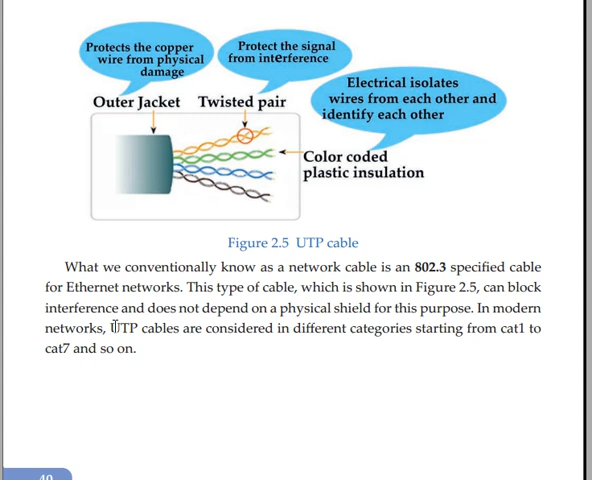 Protects the copper
wire from physical
damage
Protect the signal
from interference
Electrical isolates
wires from each other and
identify each other
Outer Jacket
Twisted pair
Color coded
plastic insulation
Figure 2.5 UTP cable
What we conventionally know as a network cable is an 802.3 specified cable
for Ethernet networks. This type of cable, which is shown in Figure 2.5, can block
interference and does not depend on a physical shield for this purpose. In modern
networks, UTP cables are considered in different categories starting from cat1 to
cat7 and so on.
40